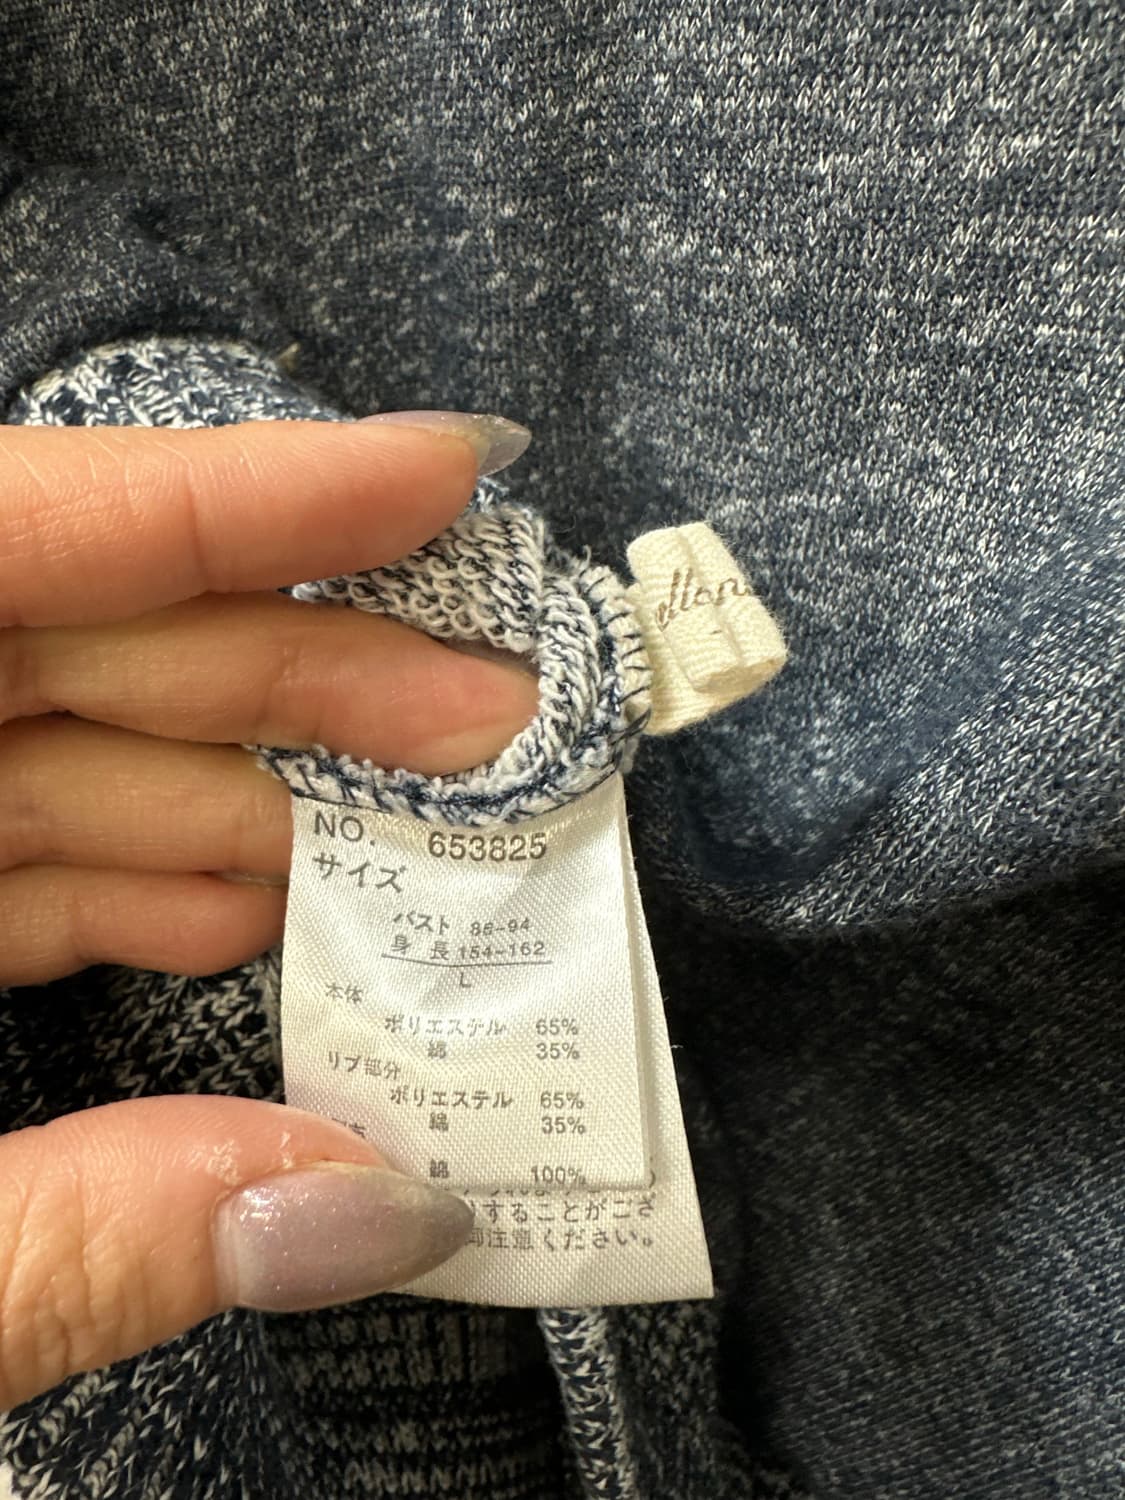 NO. 653825
サイズ
バスト 86-94
身 長 154-162
L
本体
ポリエステル 65%
綿 35%
リブ部分
ポリエステル 65%
綿 35%
綿 100%
することがござ
御注意ください。